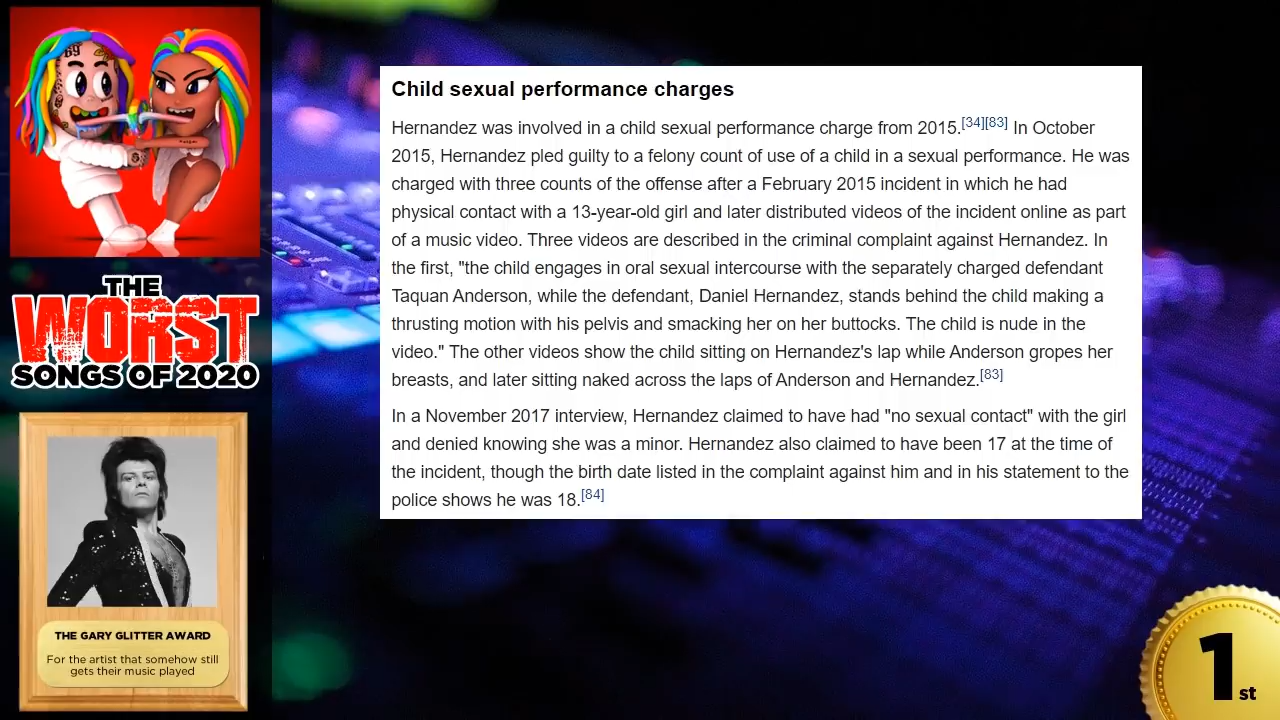 69
THE
WORST
SONGS OF 2020
THE GARY GLITTER AWARD
For the artist that somehow still
gets their music played
Child sexual performance charges
Hernandez was involved in a child sexual performance charge from 2015.[34][83] In October
2015, Hernandez pled guilty to a felony count of use of a child in a sexual performance. He was
charged with three counts of the offense after a February 2015 incident in which he had
physical contact with a 13-year-old girl and later distributed videos of the incident online as part
of a music video. Three videos are described in the criminal complaint against Hernandez. In
the first, "the child engages in oral sexual intercourse with the separately charged defendant
Taquan Anderson, while the defendant, Daniel Hernandez, stands behind the child making a
thrusting motion with his pelvis and smacking her on her buttocks. The child is nude in the
video." The other videos show the child sitting on Hernandez's lap while Anderson gropes her
breasts, and later sitting naked across the laps of Anderson and Hernandez.[83]
In a November 2017 interview, Hernandez claimed to have had "no sexual contact" with the girl
and denied knowing she was a minor. Hernandez also claimed to have been 17 at the time of
the incident, though the birth date listed in the complaint against him and in his statement to the
police shows he was 18.[84]
1st